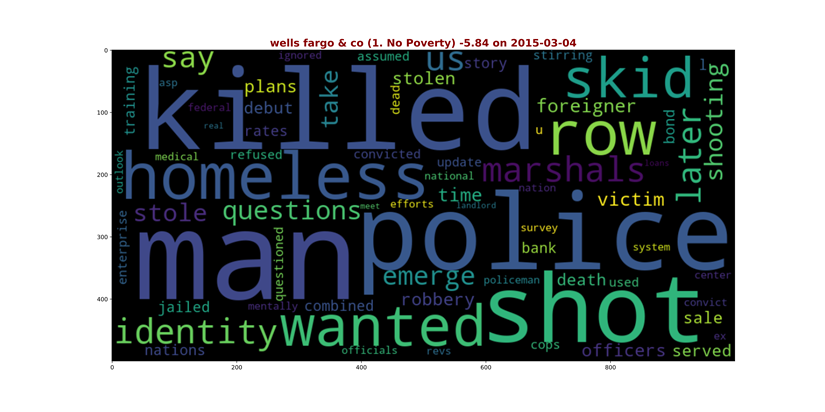 wells fargo & co (1. No Poverty) -5.84 on 2015-03-04
0
100
200
300
400
0
200
400
600
800
say
ignored
assumed
us
story
stirring
l
training
asp
plans
take
dead
stolen
skid
shooting
killed
federal
debut
foreigner
real
rates
u
row
bond
later
outlook
medical
refused
convicted
update
marshals
loans
homeless
national
nation
stole
questions
meet
efforts
time
landlord
victim
enterprise
man
questioned
police
survey
bank
system
emerge
policeman
death
used
center
jailed
mentally
combined
robbery
shot
convict
sale
identity
wanted
ex
nations
officials
revs
cops
officers
served